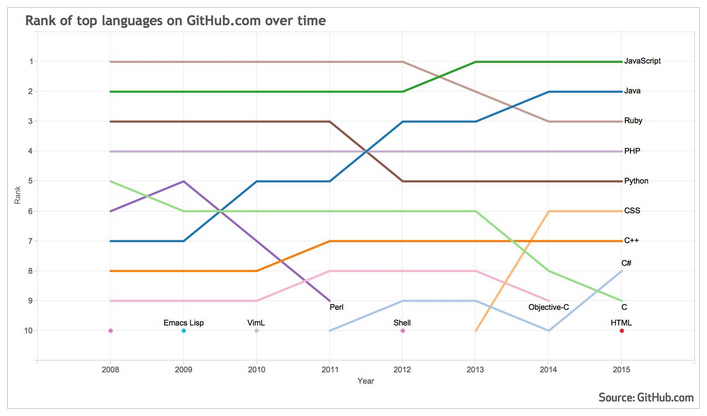 Rank of top languages on GitHub.com over time
1
JavaScript
2
Java
3
Ruby
4
PHP
5
Python
Rank
6
CSS
7
C++
C#
8
9
Perl
Objective-C
C
Emacs Lisp
VimL
Shell
HTML
10
2008
2009
2010
2011
2012
2013
2014
2015
Year
Source: GitHub.com